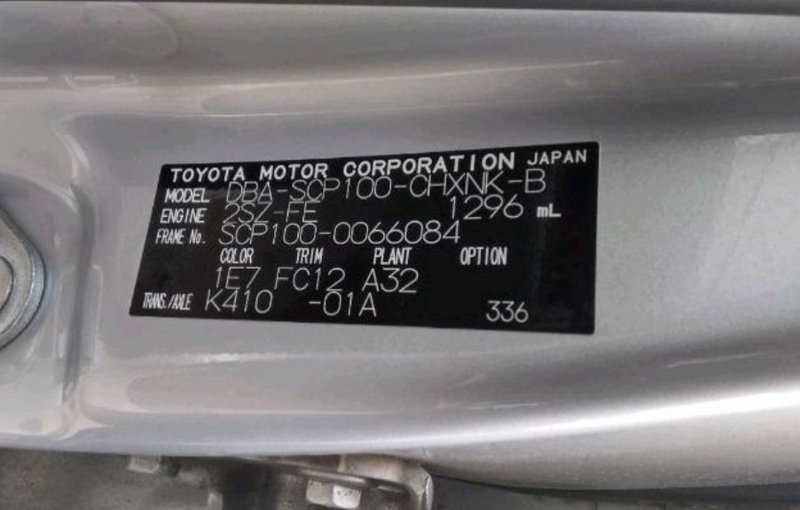 TOYOTA MOTOR CORPORATION JAPAN
MODEL DBA-SCP100-CHXNK-B
ENGINE 2SZ-FE 1296 mL
FRAME No. SCP100-0066084
COLOR TRIM PLANT OPTION
1E7 FC12 A32
TRANS./AXLE K410 -01A 336